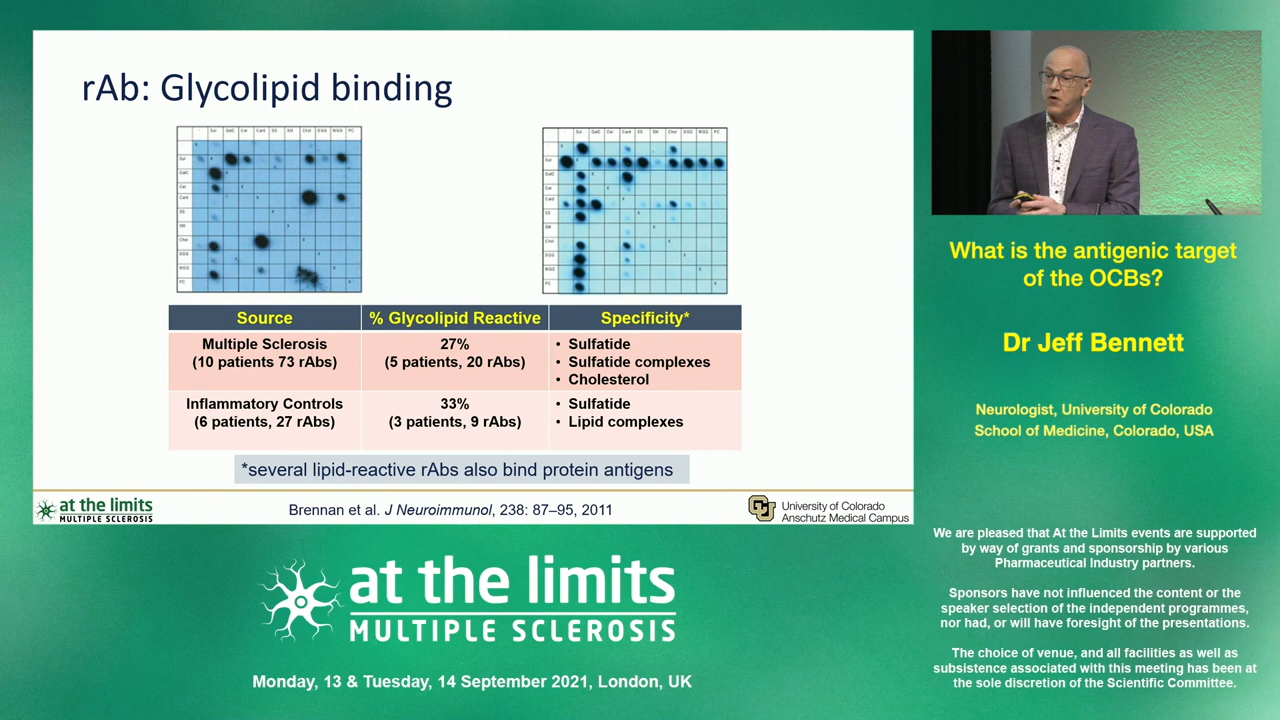 rAb: Glycolipid binding
Source
% Glycolipid Reactive
Specificity*
Multiple Sclerosis
(10 patients 73 rAbs)
27%
(5 patients, 20 rAbs)
• Sulfatide
• Sulfatide complexes
• Cholesterol
Inflammatory Controls
(6 patients, 27 rAbs)
33%
(3 patients, 9 rAbs)
• Sulfatide
• Lipid complexes
*several lipid-reactive rAbs also bind protein antigens
at the limits
MULTIPLE SCLEROSIS
Brennan et al. J Neuroimmunol, 238: 87–95, 2011
CU
University of Colorado
Anschutz Medical Campus
at the limits
MULTIPLE SCLEROSIS
Monday, 13 & Tuesday, 14 September 2021, London, UK
What is the antigenic target
of the OCBs?
Dr Jeff Bennett
Neurologist, University of Colorado
School of Medicine, Colorado, USA
We are pleased that At the Limits events are supported
by way of grants and sponsorship by various
Pharmaceutical Industry partners.
Sponsors have not influenced the content or the
speaker selection of the independent programmes,
nor had, or will have foresight of the presentations.
The choice of venue, and all facilities as well as
subsistence associated with this meeting has been at
the sole discretion of the Scientific Committee.